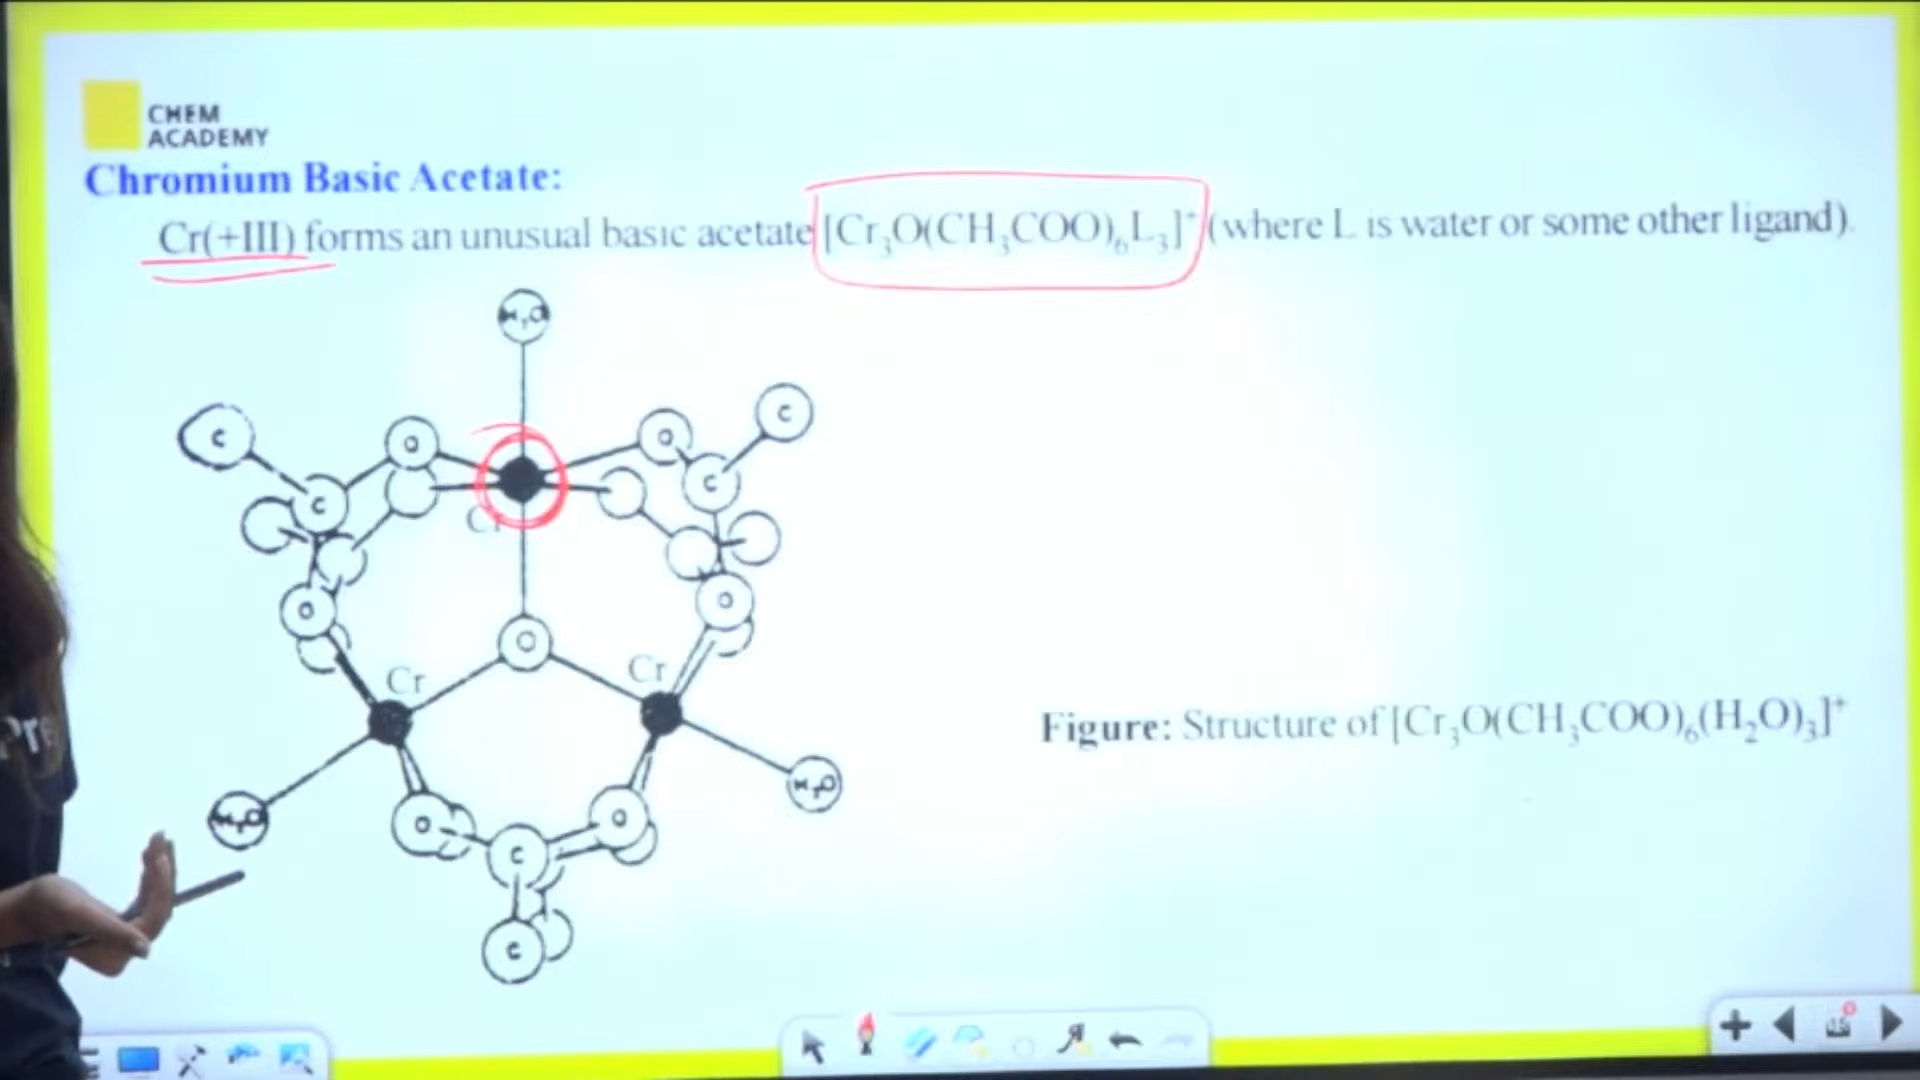 CHEM
ACADEMY
Chromium Basic Acetate:
Cr(+III) forms an unusual basic acetate [Cr₃O(CH₃COO)₆L₃]⁺ (where L is water or some other ligand).
H₂O
C O O C
C C
Cr
O O
O
Cr Cr
H₂O H₂O
O O
C
C
Figure: Structure of [Cr₃O(CH₃COO)₆(H₂O)₃]⁺